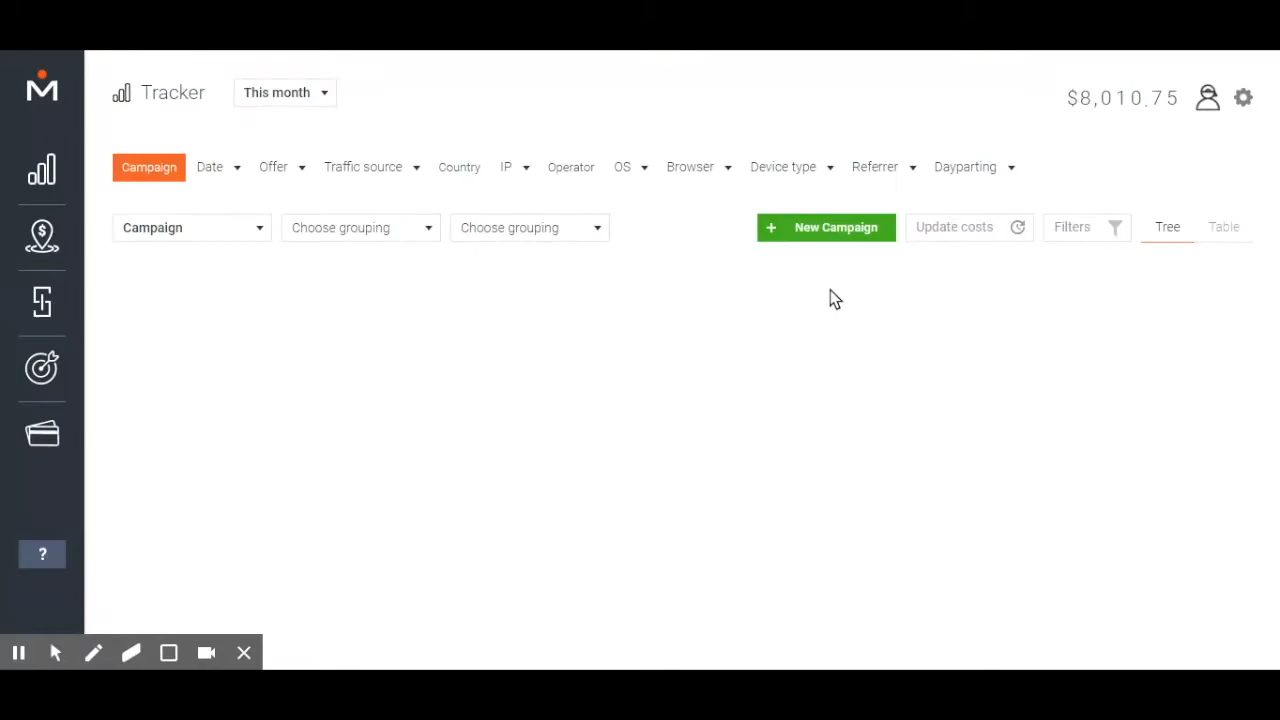 M
Tracker
This month
$8,010.75
Campaign
Date
Offer
Traffic source
Country
IP
Operator
OS
Browser
Device type
Referrer
Dayparting
Campaign
Choose grouping
Choose grouping
+ New Campaign
Update costs
Filters
Tree
Table
?